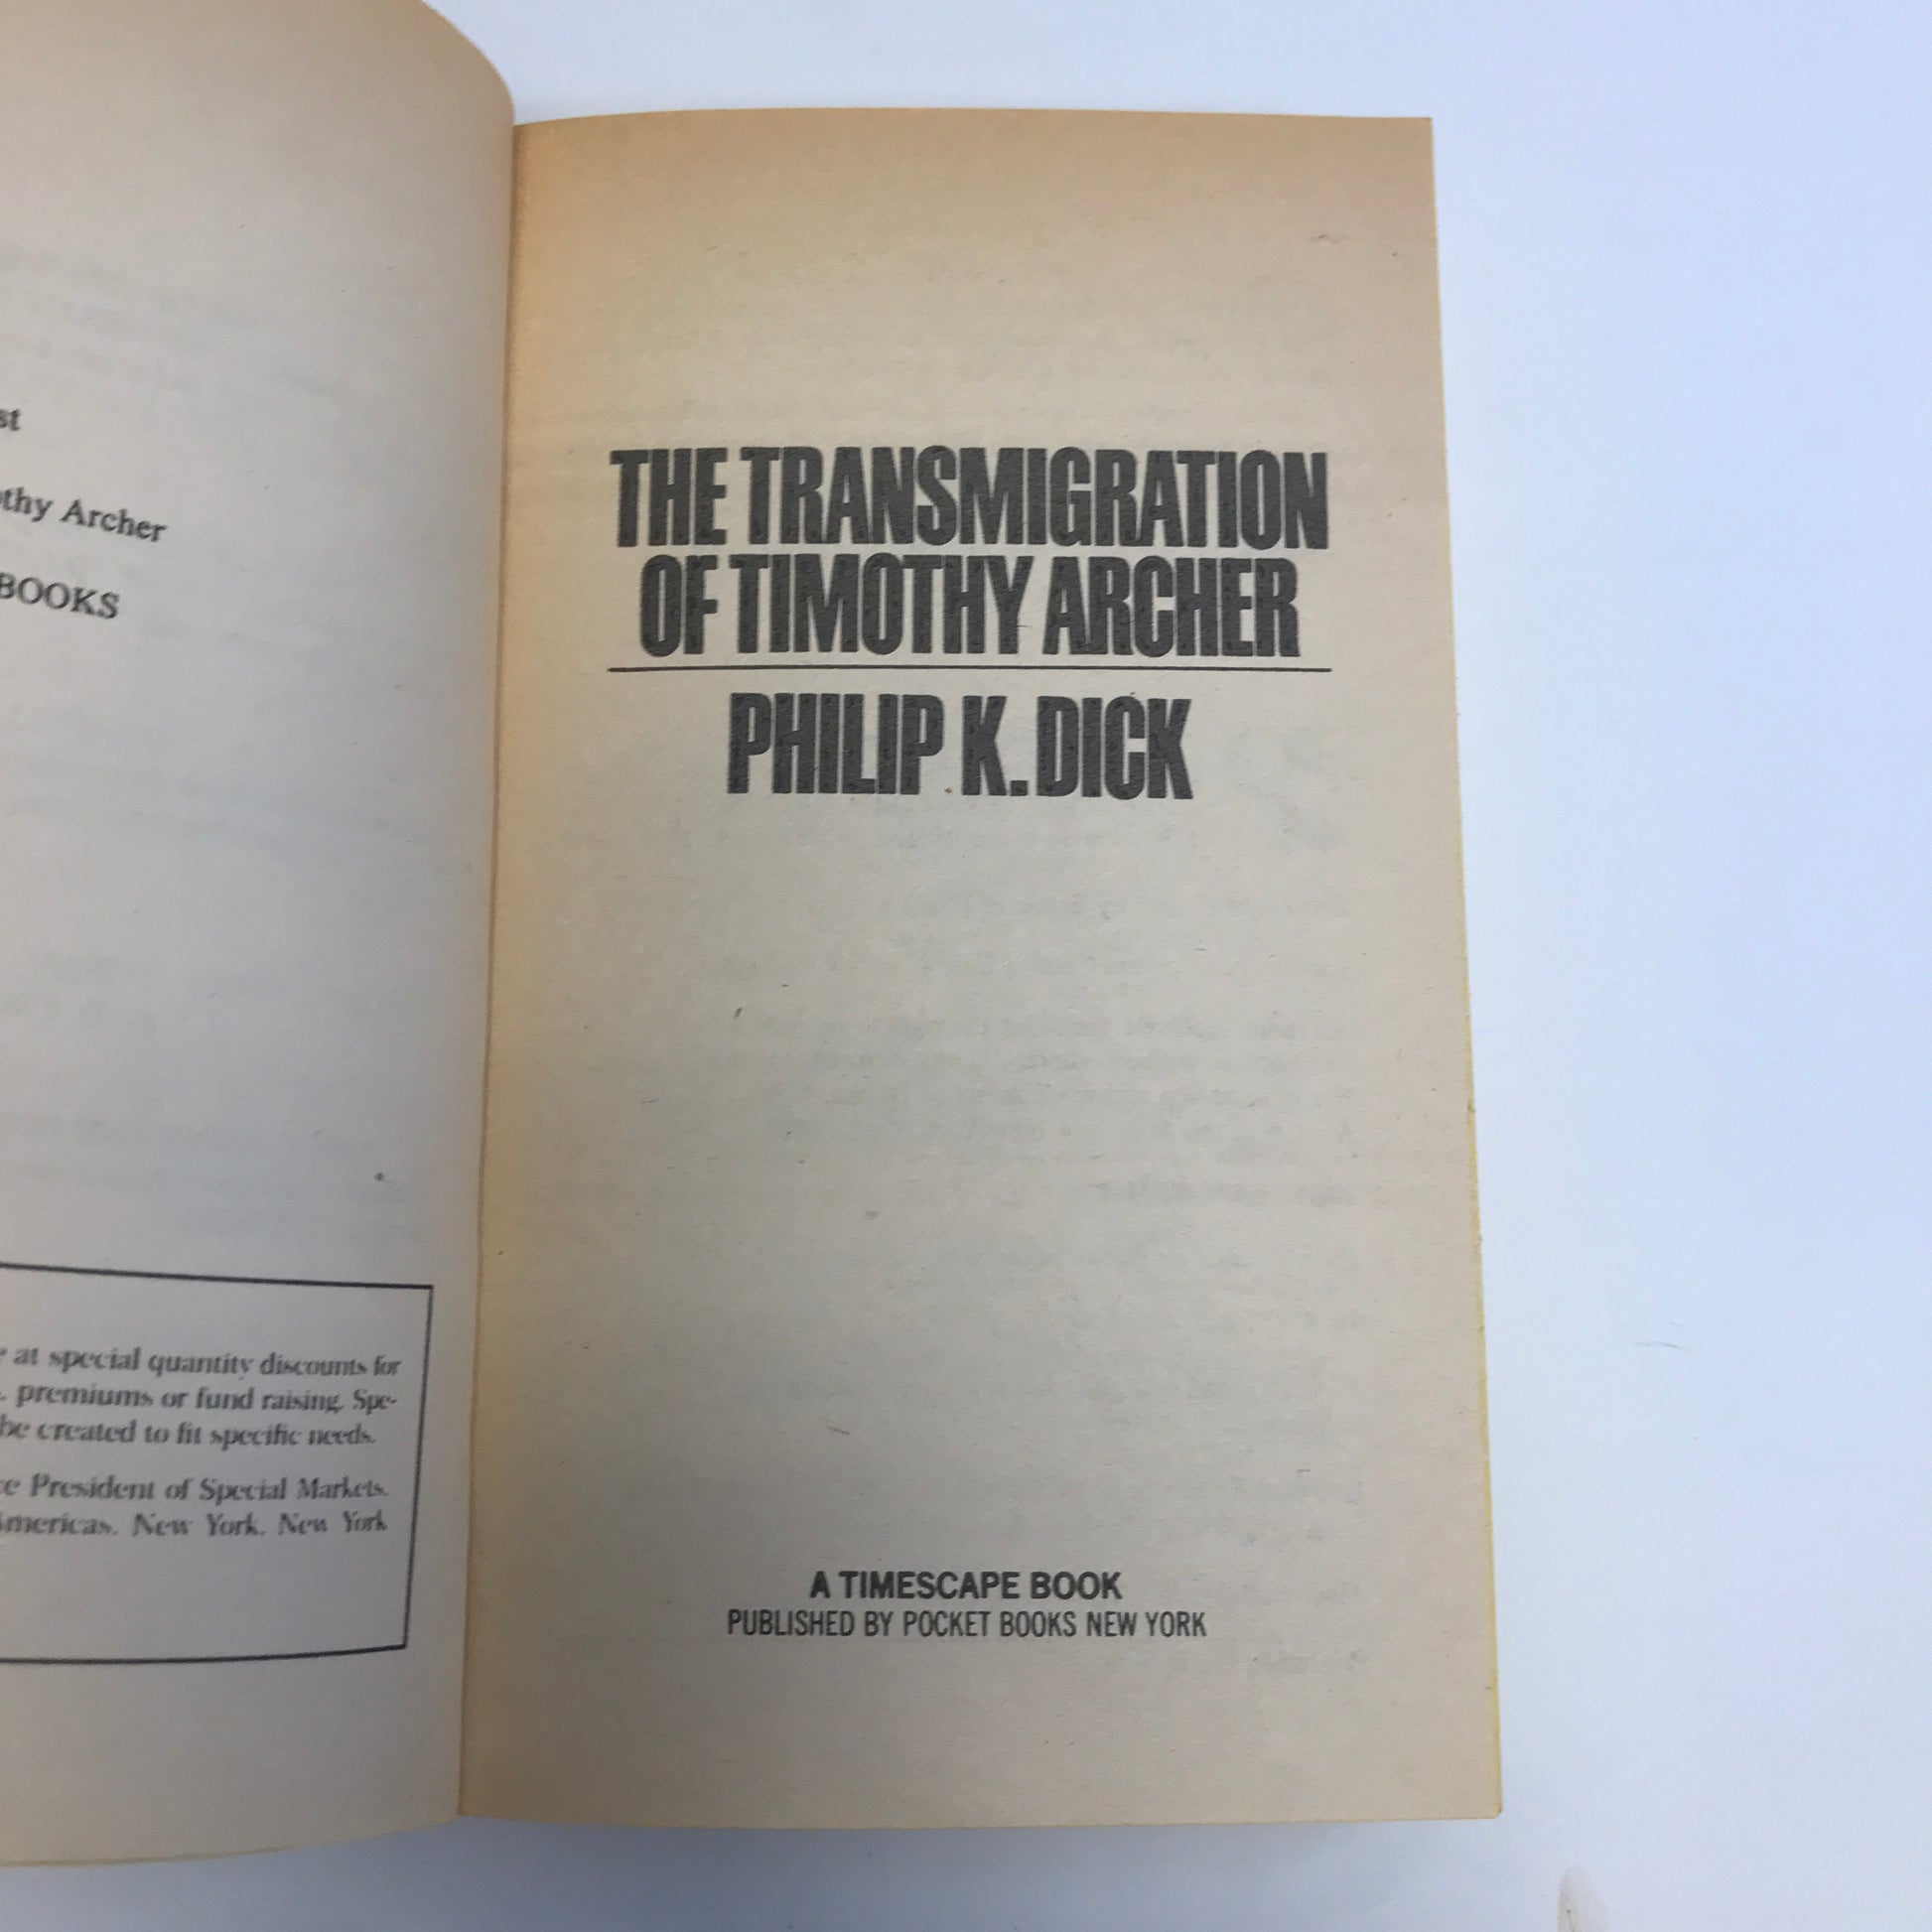 st
othy Archer
BOOKS
at special quantity discounts for
premiums or fund raising. Spe-
be created to fit specific needs.
President of Special Markets,
Americas, New York, New York
THE TRANSMIGRATION
OF TIMOTHY ARCHER
PHILIP K. DICK
A TIMESCAPE BOOK
PUBLISHED BY POCKET BOOKS NEW YORK